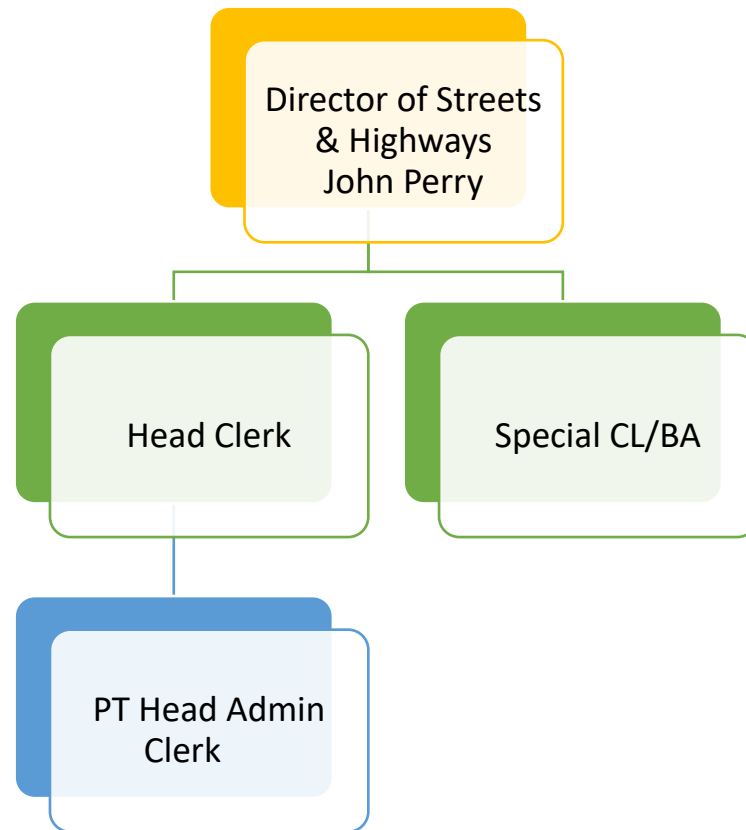 Director of Streets
& Highways
John Perry
Head Clerk
Special CL/BA
PT Head Admin
Clerk